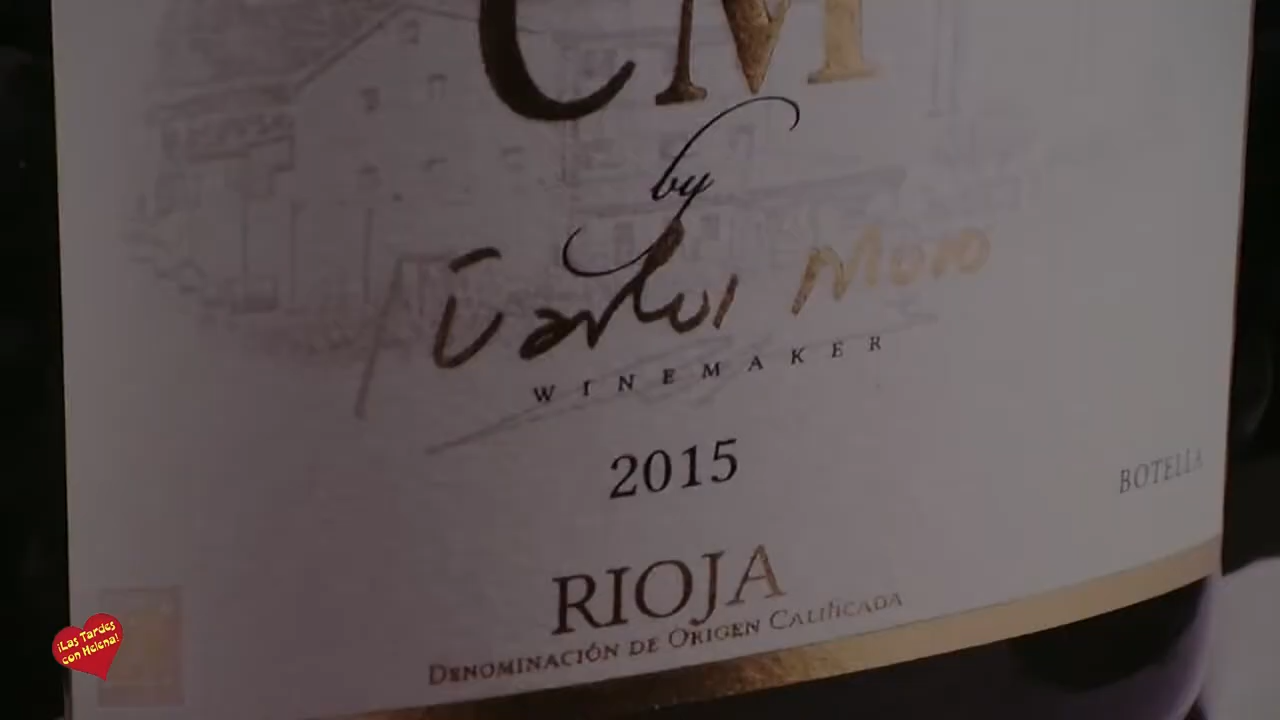 CM
by
Carlos Moro
WINEMAKER
2015
BOTELLA
RIOJA
DENOMINACIÓN DE ORIGEN CALIFICADA
¡Las Tardes
con Helena!